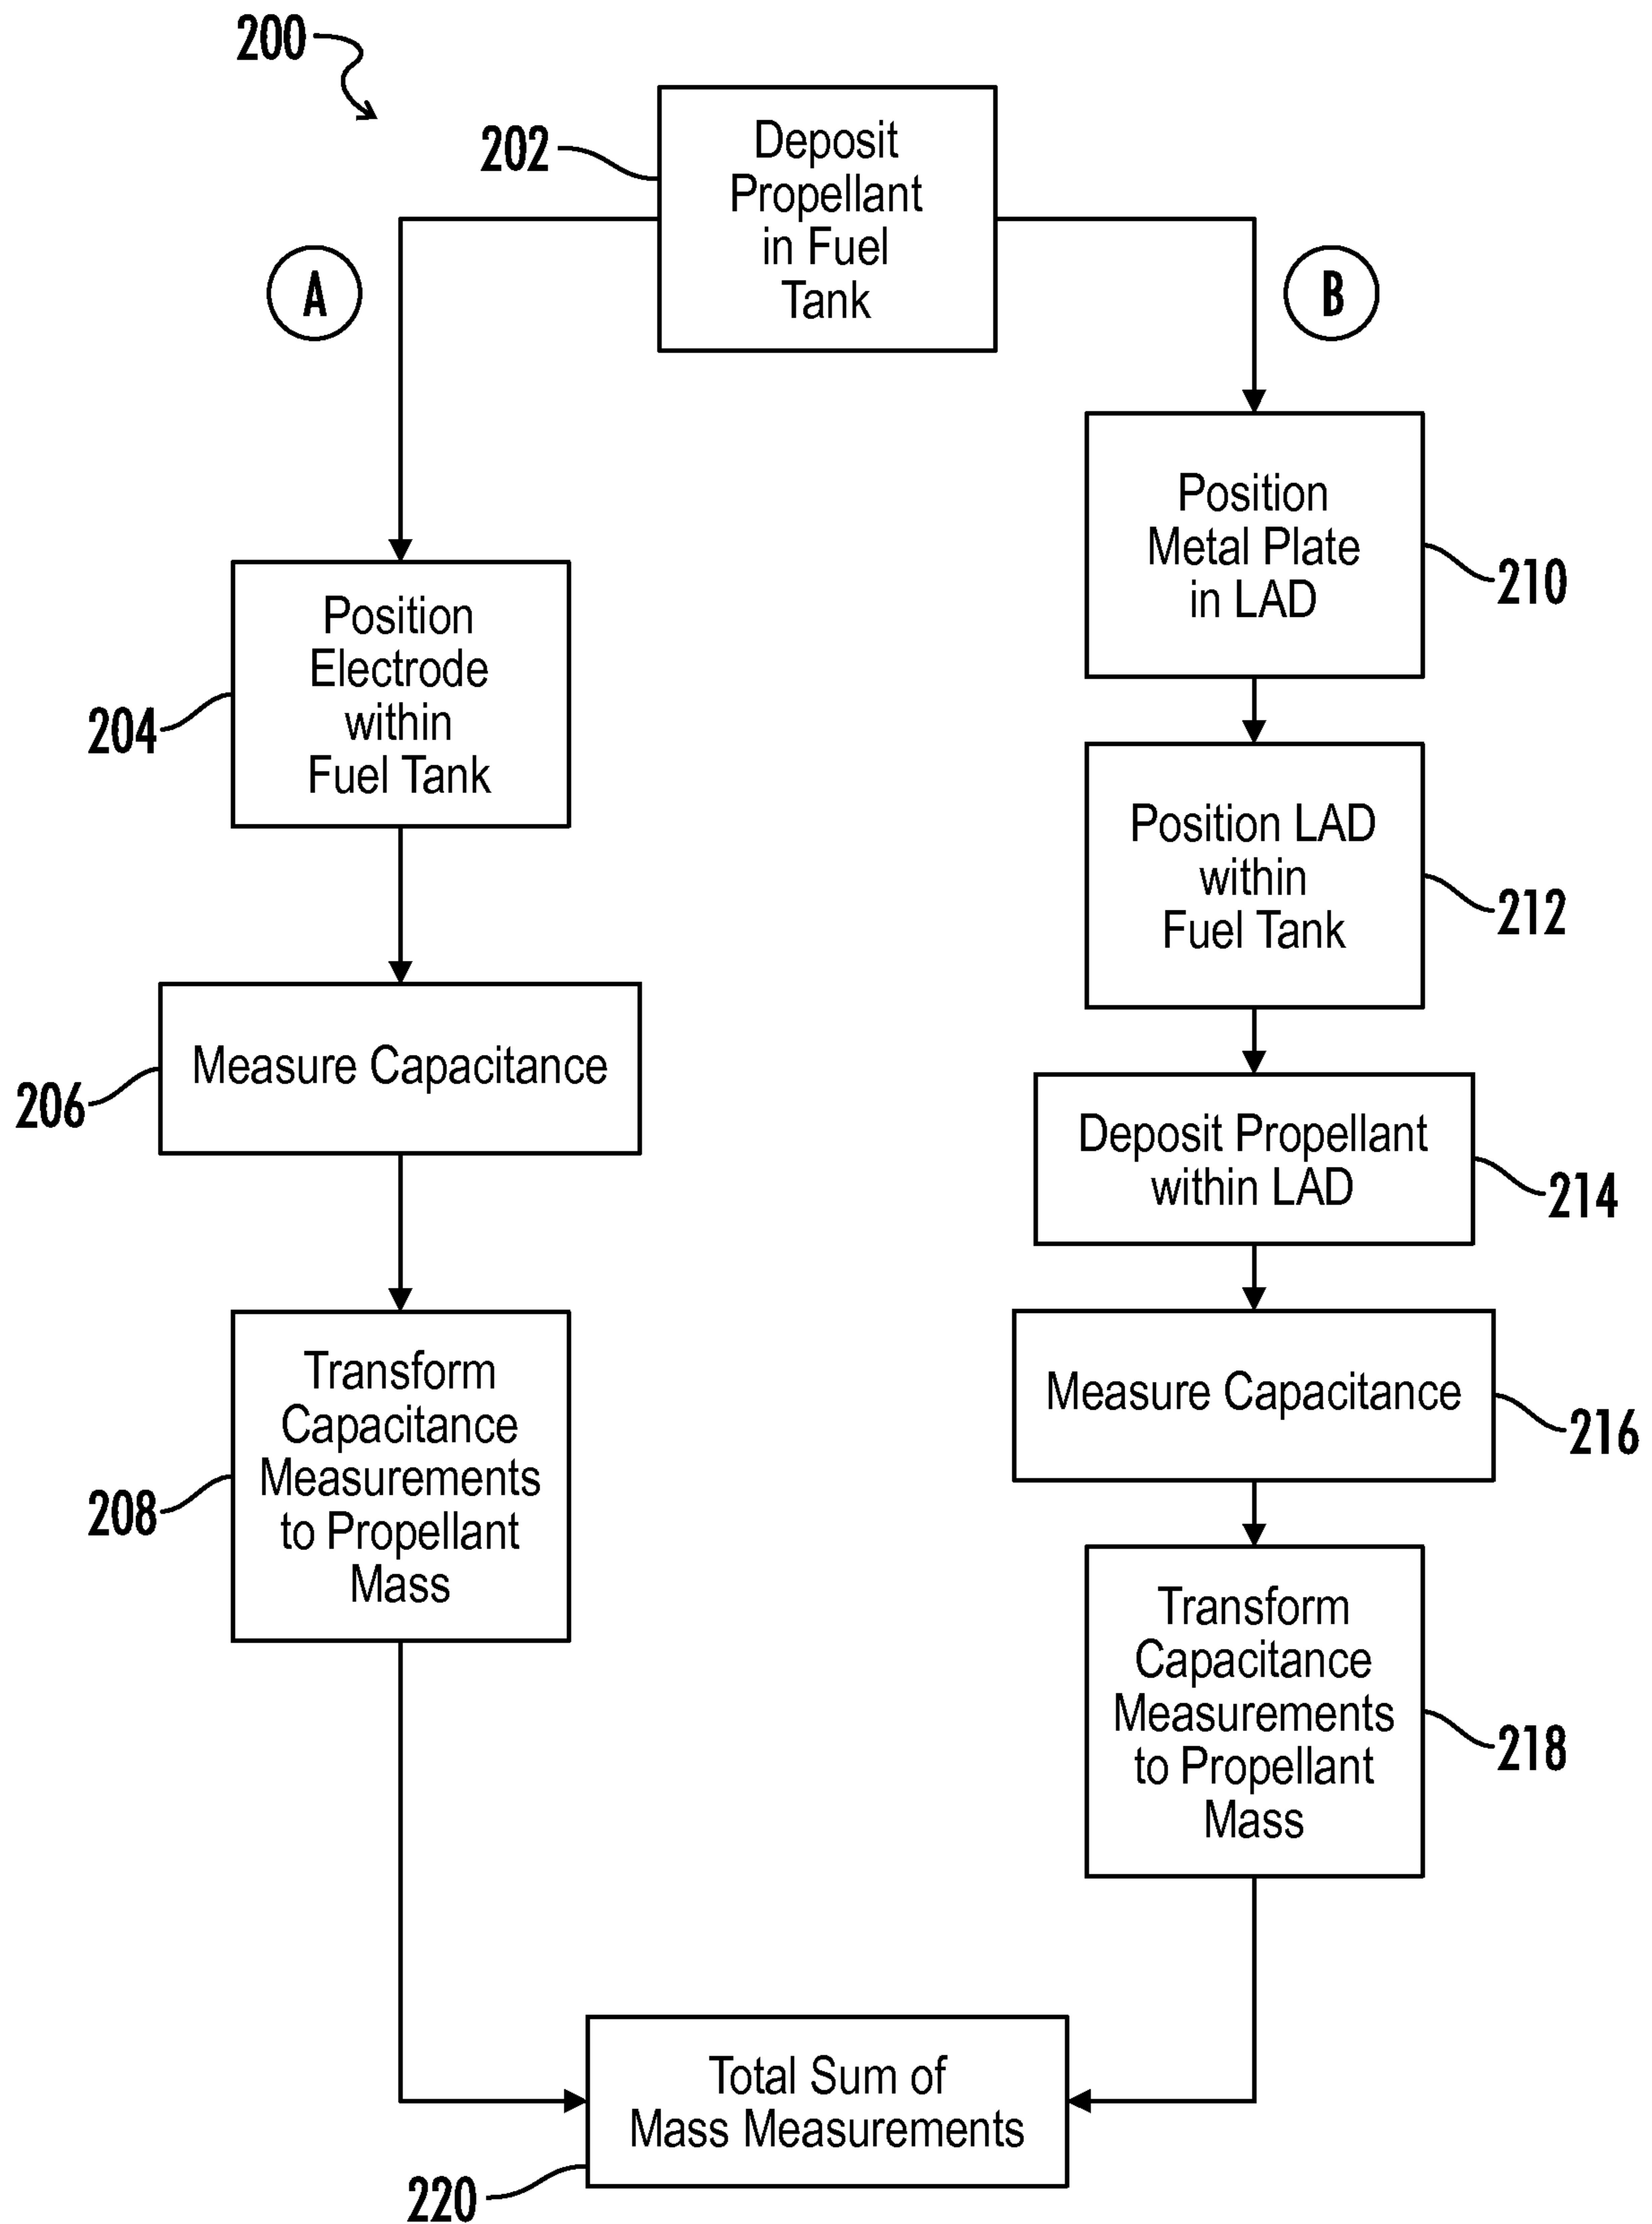 200
202
Deposit
Propellant
in Fuel
Tank
A
B
Position
Electrode
within
Fuel Tank
204
Measure Capacitance
206
Transform
Capacitance
Measurements
to Propellant
Mass
208
Position
Metal Plate
in LAD
210
Position LAD
within
Fuel Tank
212
Deposit Propellant
within LAD
214
Measure Capacitance
216
Transform
Capacitance
Measurements
to Propellant
Mass
218
Total Sum of
Mass Measurements
220